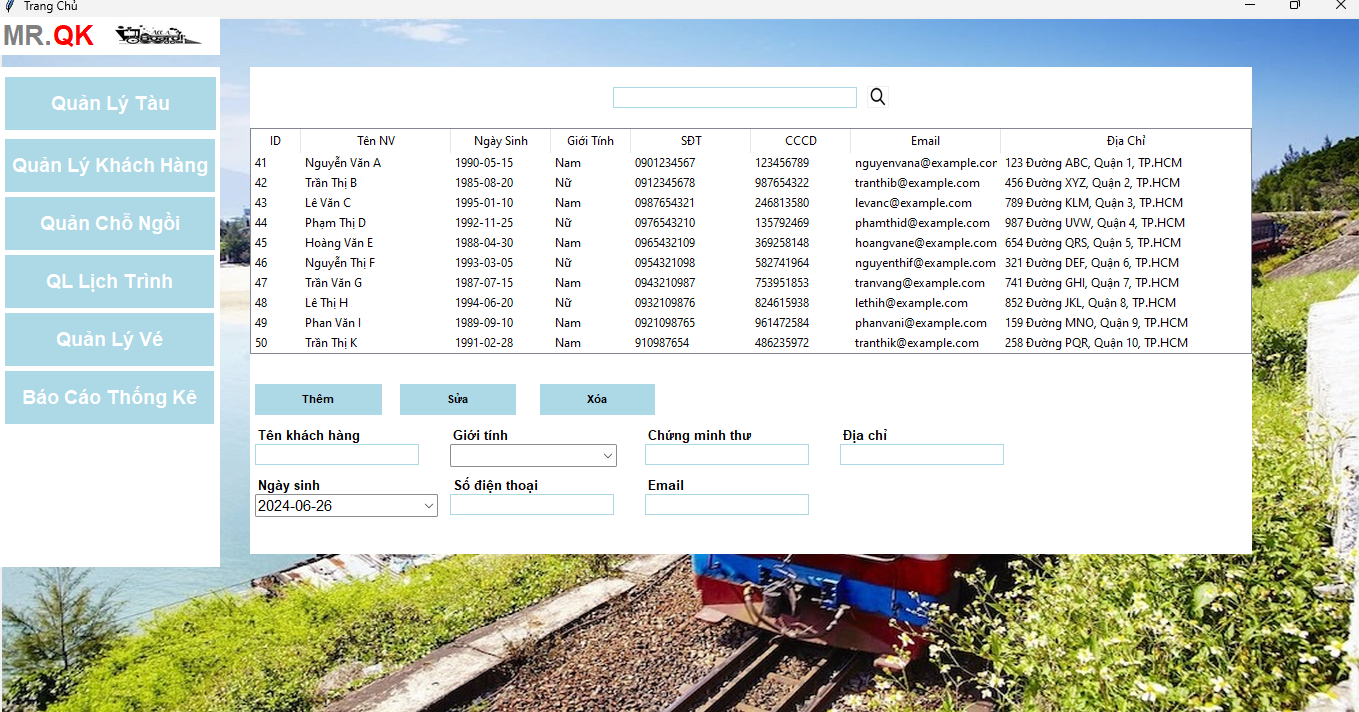 Trang Chủ
MR.QK
Quản Lý Tàu
Quản Lý Khách Hàng
Quản Chỗ Ngồi
QL Lịch Trình
Quản Lý Vé
Báo Cáo Thống Kê
ID Tên NV Ngày Sinh Giới Tính SĐT CCCD Email Địa Chỉ
41 Nguyễn Văn A 1990-05-15 Nam 0901234567 123456789 nguyenvana@example.cor 123 Đường ABC, Quận 1, TP.HCM
42 Trần Thị B 1985-08-20 Nữ 0912345678 987654322 tranthib@example.com 456 Đường XYZ, Quận 2, TP.HCM
43 Lê Văn C 1995-01-10 Nam 0987654321 246813580 levanc@example.com 789 Đường KLM, Quận 3, TP.HCM
44 Phạm Thị D 1992-11-25 Nữ 0976543210 135792469 phamthid@example.com 987 Đường UVW, Quận 4, TP.HCM
45 Hoàng Văn E 1988-04-30 Nam 0965432109 369258148 hoangvane@example.com 654 Đường QRS, Quận 5, TP.HCM
46 Nguyễn Thị F 1993-03-05 Nữ 0954321098 582741964 nguyenthif@example.com 321 Đường DEF, Quận 6, TP.HCM
47 Trần Văn G 1987-07-15 Nam 0943210987 753951853 tranvang@example.com 741 Đường GHI, Quận 7, TP.HCM
48 Lê Thị H 1994-06-20 Nữ 0932109876 824615938 lethih@example.com 852 Đường JKL, Quận 8, TP.HCM
49 Phan Văn I 1989-09-10 Nam 0921098765 961472584 phanvani@example.com 159 Đường MNO, Quận 9, TP.HCM
50 Trần Thị K 1991-02-28 Nam 910987654 486235972 tranthik@example.com 258 Đường PQR, Quận 10, TP.HCM
Thêm Sửa Xóa
Tên khách hàng Giới tính Chứng minh thư Địa chỉ
Ngày sinh Số điện thoại Email
2024-06-26